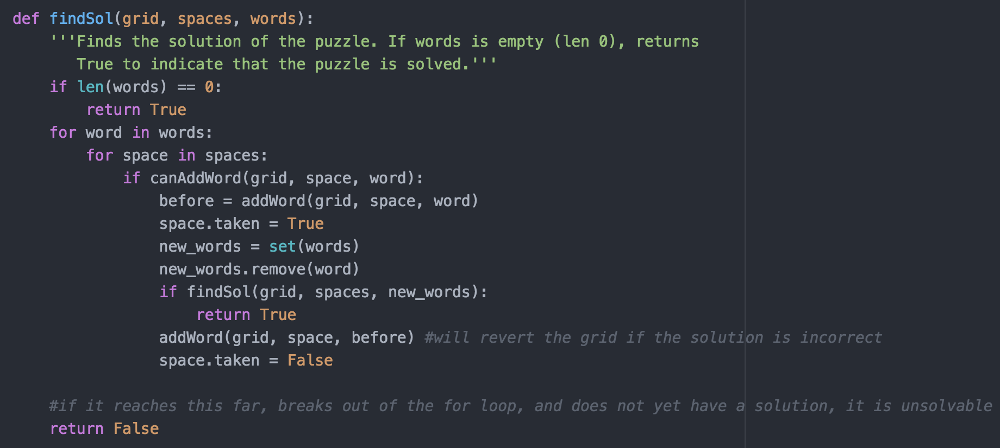 def findSol(grid, spaces, words):
    '''Finds the solution of the puzzle. If words is empty (len 0), returns
       True to indicate that the puzzle is solved.'''
    if len(words) == 0:
        return True
    for word in words:
        for space in spaces:
            if canAddWord(grid, space, word):
                before = addWord(grid, space, word)
                space.taken = True
                new_words = set(words)
                new_words.remove(word)
                if findSol(grid, spaces, new_words):
                    return True
                addWord(grid, space, before) #will revert the grid if the solution is incorrect
                space.taken = False
    #if it reaches this far, breaks out of the for loop, and does not yet have a solution, it is unsolvable
    return False